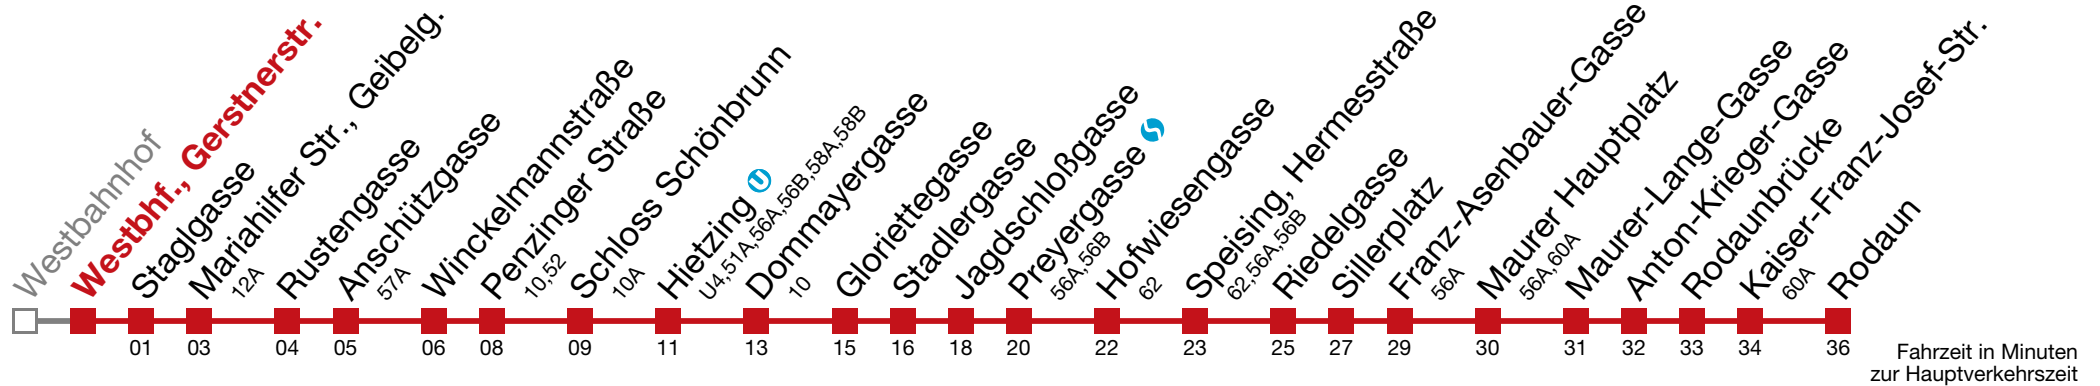 Westbahnhof
Westbhf., Gerstnerstr.
Staglgasse
Mariahilfer Str., Geibelg.
12A
Rustengasse
Anschützgasse
57A
Winckelmannstraße
Penzinger Straße
10,52
Schloss Schönbrunn
10A
Hietzing U
U4,51A,56A,56B,58A,58B
Dommayergasse
10
Gloriettegasse
Stadlergasse
Jagdschloßgasse
Preyergasse S
56A,56B
Hofwiesengasse
62
Speising, Hermesstraße
62,56A,56B
Riedelgasse
Sillerplatz
Franz-Asenbauer-Gasse
56A
Maurer Hauptplatz
56A,60A
Maurer-Lange-Gasse
Anton-Krieger-Gasse
Rodaunbrücke
Kaiser-Franz-Josef-Str.
60A
Rodaun
01 03 04 05 06 08 09 11 13 15 16 18 20 22 23 25 27 29 30 31 32 33 34 36
Fahrzeit in Minuten
zur Hauptverkehrszeit